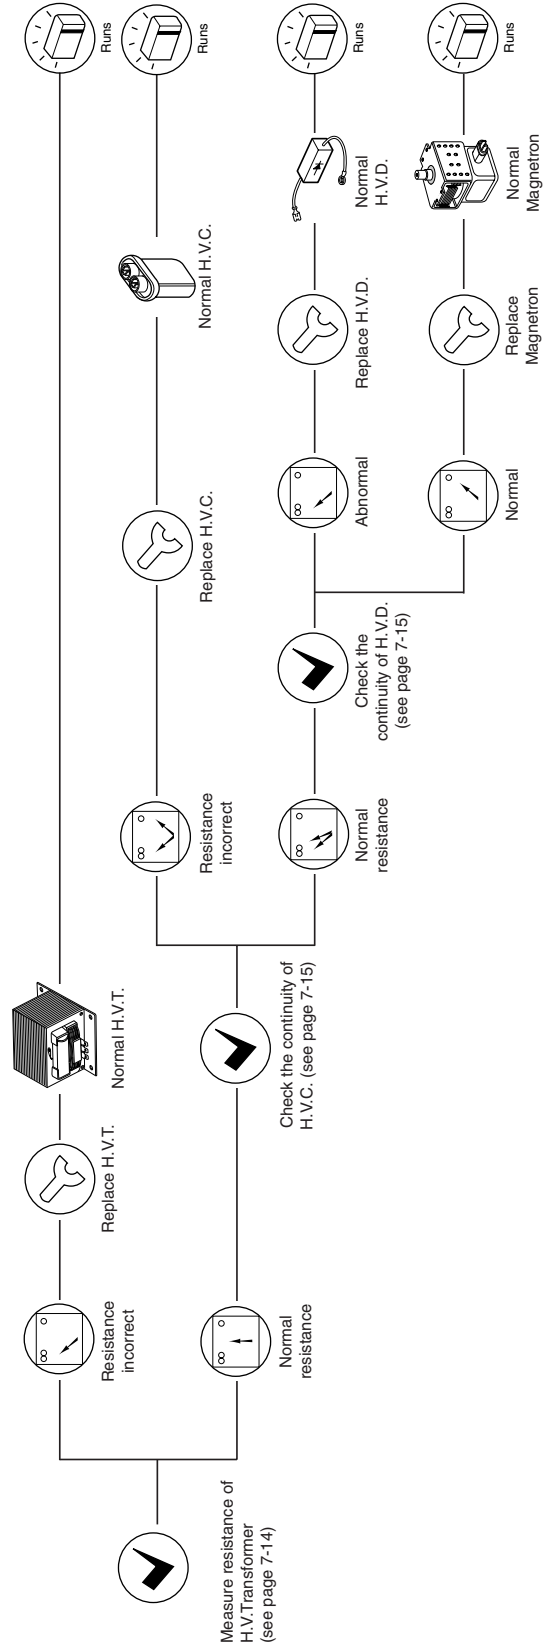 Measure resistance of
H.V.Transformer
(see page 7-14)
Resistance
incorrect
Replace H.V.T.
Normal H.V.T.
Runs
Normal
resistance
Check the continuity of
H.V.C. (see page 7-15)
Resistance
incorrect
Replace H.V.C.
Normal H.V.C.
Runs
Normal
resistance
Check the
continuity of H.V.D.
(see page 7-15)
Abnormal
Replace H.V.D.
Normal
H.V.D.
Runs
Normal
Replace
Magnetron
Normal
Magnetron
Runs